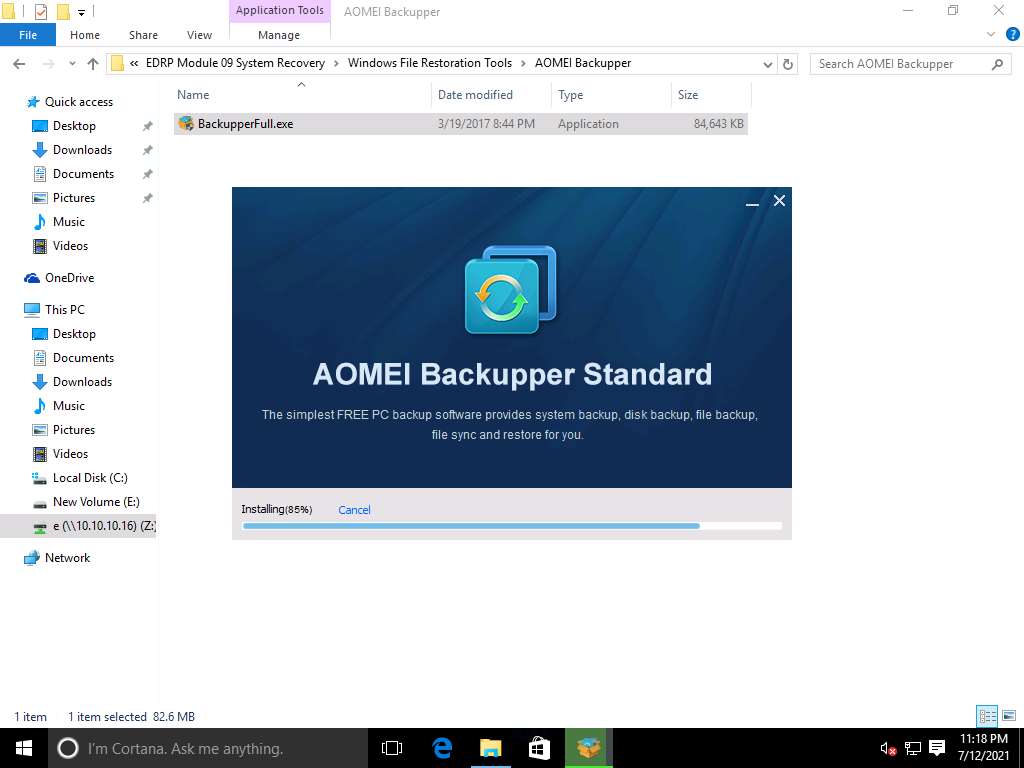 Application Tools
AOMEI Backupper
File
Home
Share
View
Manage
« EDRP Module 09 System Recovery › Windows File Restoration Tools › AOMEI Backupper
Search AOMEI Backupper
Name
Date modified
Type
Size
BackupperFull.exe
3/19/2017 8:44 PM
Application
84,643 KB
Quick access
Desktop
Downloads
Documents
Pictures
Music
Videos
OneDrive
This PC
Desktop
Documents
Downloads
Music
Pictures
Videos
Local Disk (C:)
New Volume (E:)
e (\\10.10.10.16) (Z:)
Network
AOMEI Backupper Standard
The simplest FREE PC backup software provides system backup, disk backup, file backup,
file sync and restore for you.
Installing(85%)
Cancel
1 item
1 item selected 82.6 MB
I'm Cortana. Ask me anything.
11:18 PM
7/12/2021